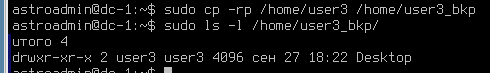 astroadmin@dc-1:~$ sudo cp -rp /home/user3 /home/user3_bkp
astroadmin@dc-1:~$ sudo ls -l /home/user3_bkp/
итого 4
drwxr-xr-x 2 user3 user3 4096 сен 27 18:22 Desktop
astroadmin@dc-1:~$